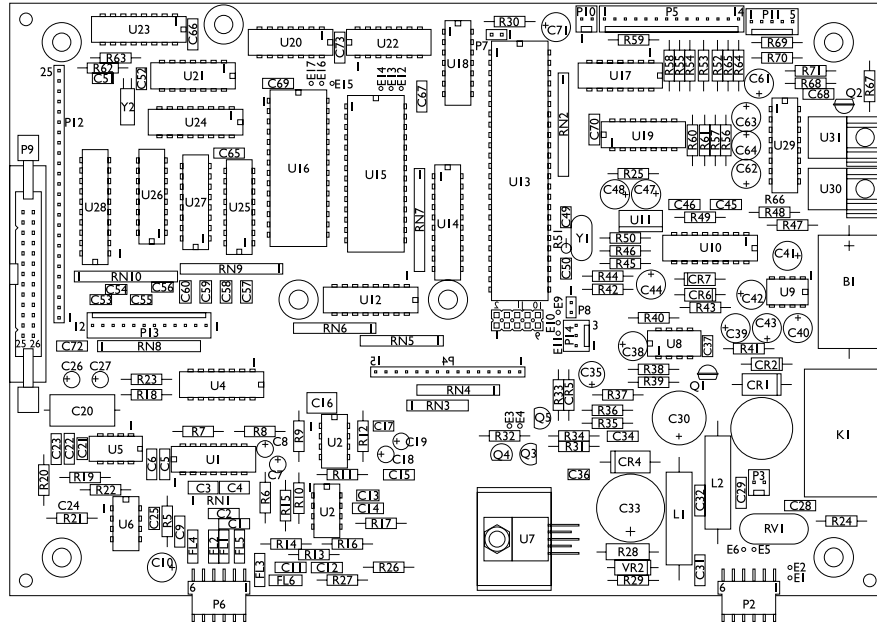 U23
C66
U20
C73
U22
U18
P7
R30
C71
P10
P5
4
P11
5
R59
R69
R63
R62
C51
C52
U21
C69
E16
E15
E14
E13
E12
C67
U17
R58
R55
R54
R53
R52
R65
R64
C61
R70
R71
R68
C68
Q2
R67
25
P12
Y2
U24
U16
U15
U13
RN2
C70
U19
R60
R61
R57
R56
C63
C64
C62
U29
U31
U30
P9
C65
U28
U26
U27
U25
RN7
U14
R25
C48
C47
C49
R51
Y1
U11
C46
C45
R49
R66
R48
R47
C50
R50
R46
R45
U10
C41
B1
RN10
RN9
R44
R42
C44
CR7
CR6
R43
C42
U9
C54
C56
C53
C55
C60
C59
C58
C57
U12
E9
E10
E11
P8
P14
3
R40
C39
C43
C40
12
P13
RN6
RN5
C38
U8
C37
R41
25 26
C72
RN8
15
P4
C26
C27
R23
R18
U4
RN4
RN3
C35
R33
CR5
R38
R39
Q1
CR2
CR1
R37
C20
C16
R36
R35
C30
K1
R7
R8
R9
U2
R12
C17
C19
C18
E3
E4
Q5
R32
R34
R31
C34
C23
C22
C21
U5
C6
C5
U1
C8
C7
R11
C15
Q4
Q3
C36
CR4
L2
R20
R19
R22
C3
C4
RN1
R6
R15
R10
U2
C13
C14
R17
C33
L1
C32
C29
P3
C28
C24
R21
U6
C25
R5
C9
C2
C1
U7
RV1
R24
FL4
FL2
FL1
FL5
R14
R16
R13
R28
E6
E5
C10
FL3
C11
C12
R26
FL6
R27
VR2
R29
C31
E2
E1
6
P6
1
6
P2
1